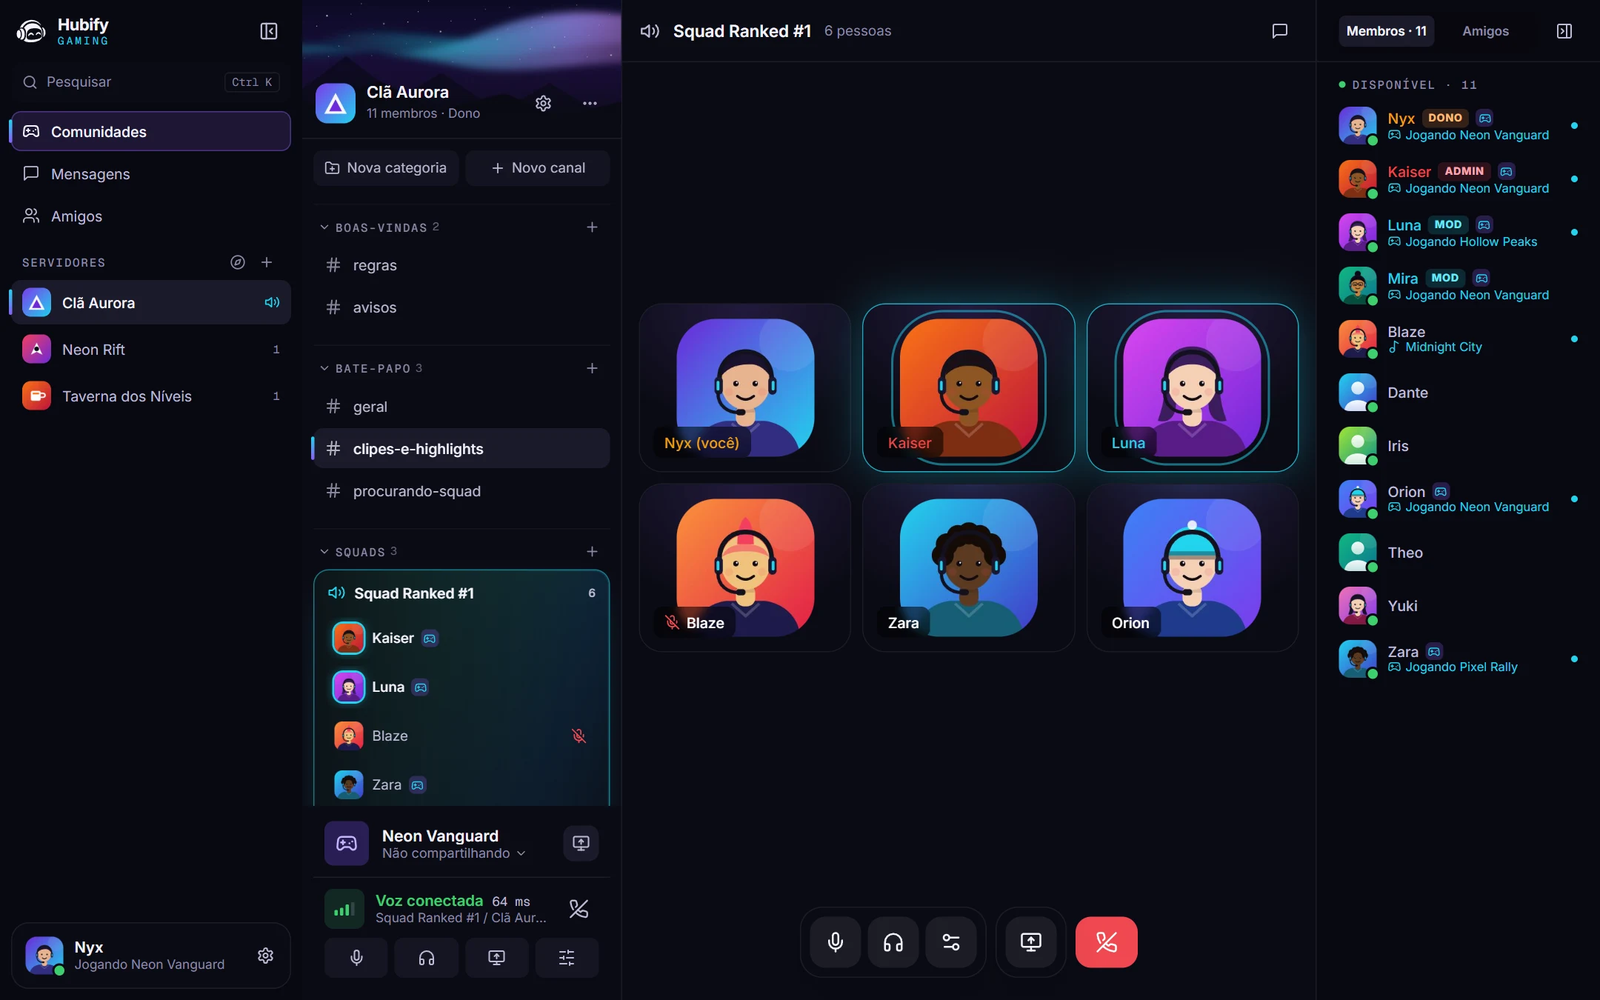 Hubify
GAMING
Pesquisar
Ctrl K
Comunidades
Mensagens
Amigos
SERVIDORES
Clã Aurora
Neon Rift
1
Taverna dos Níveis
1
Nyx
Jogando Neon Vanguard
Clã Aurora
11 membros · Dono
Nova categoria
Novo canal
BOAS-VINDAS 2
regras
avisos
BATE-PAPO 3
geral
clipes-e-highlights
procurando-squad
SQUADS 3
Squad Ranked #1
6
Kaiser
Luna
Blaze
Zara
Neon Vanguard
Não compartilhando
Voz conectada 64 ms
Squad Ranked #1 / Clã Aur...
Squad Ranked #1 6 pessoas
Nyx (você)
Kaiser
Luna
Blaze
Zara
Orion
Membros · 11
Amigos
DISPONÍVEL · 11
Nyx DONO
Jogando Neon Vanguard
Kaiser ADMIN
Jogando Neon Vanguard
Luna MOD
Jogando Hollow Peaks
Mira MOD
Jogando Neon Vanguard
Blaze
Midnight City
Dante
Iris
Orion
Jogando Neon Vanguard
Theo
Yuki
Zara
Jogando Pixel Rally